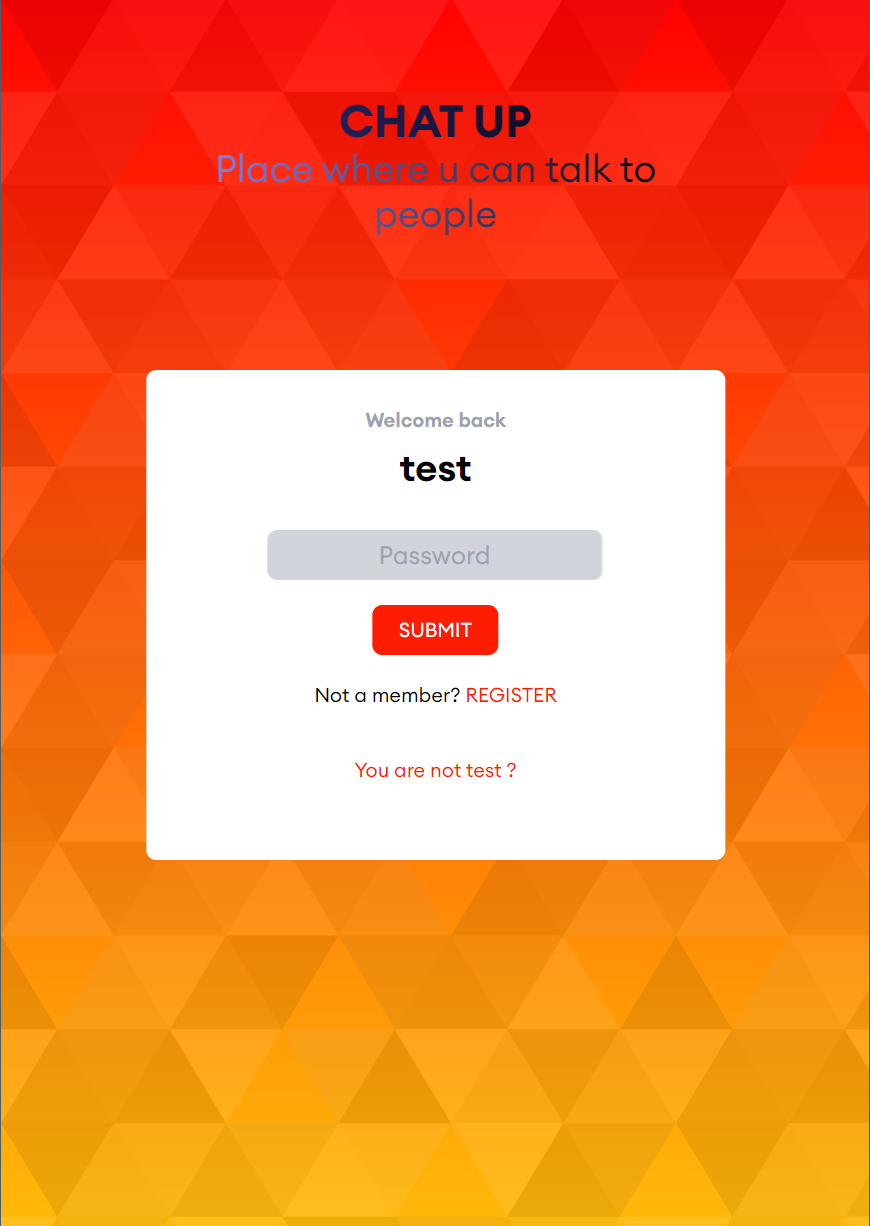 CHAT UP
Place where u can talk to
people
Welcome back
test
Password
SUBMIT
Not a member? REGISTER
You are not test ?